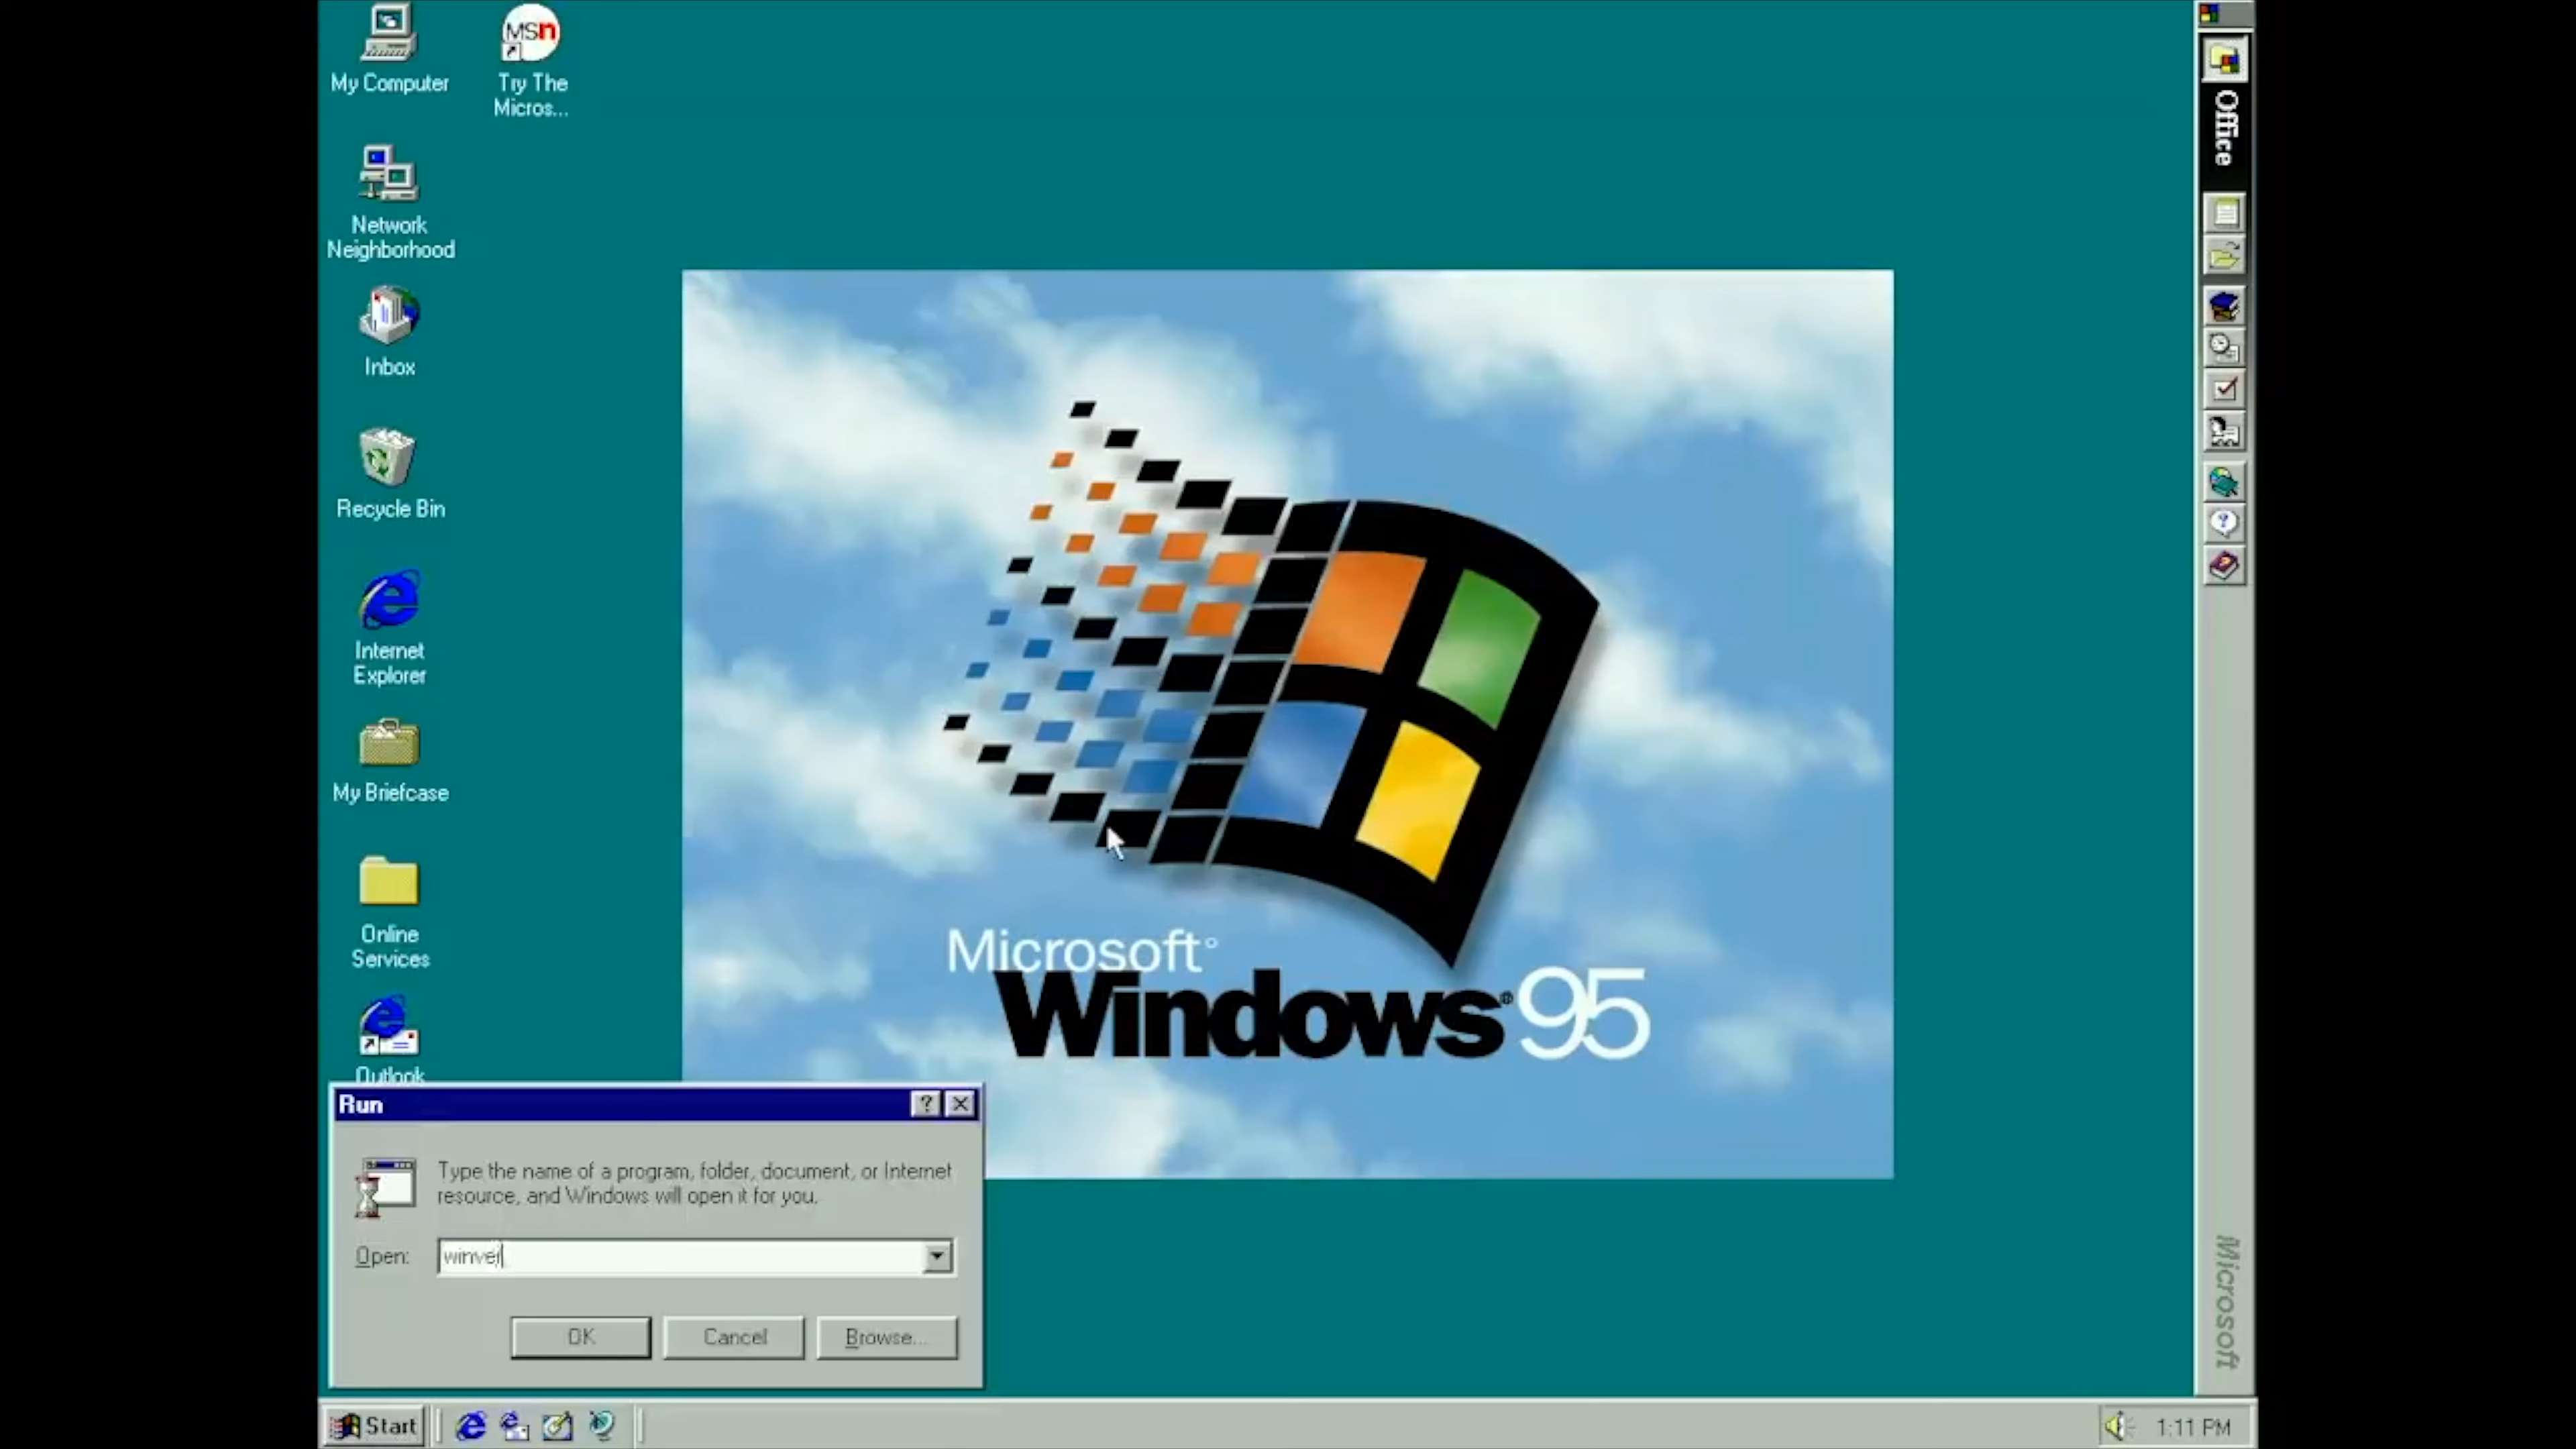 My Computer
MSn
Try The
Micros...
Network
Neighborhood
Inbox
Recycle Bin
Internet
Explorer
My Briefcase
Online
Services
Outlook
Microsoft
Windows 95
Office
Microsoft
Run
Type the name of a program, folder, document, or Internet
resource, and Windows will open it for you.
Open: winver
OK Cancel Browse...
Start
1:11 PM